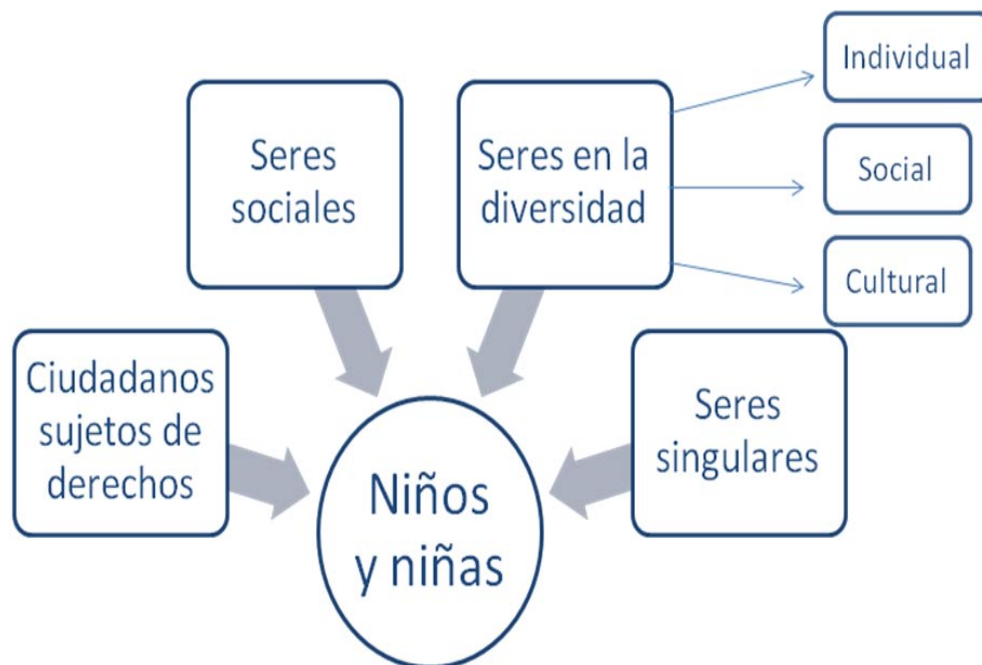 Individual
Seres
sociales
Seres en la
diversidad
Social
Cultural
Ciudadanos
sujetos de
derechos
Seres
singulares
Niños
y niñas